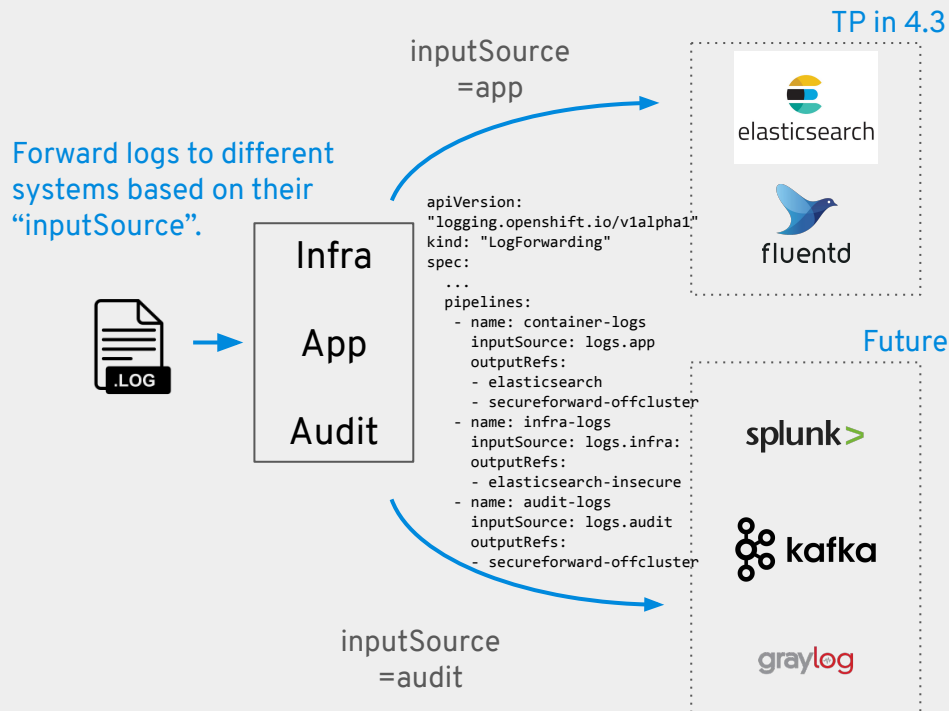 TP in 4.3
inputSource
=app
elasticsearch
fluentd
Forward logs to different
systems based on their
“inputSource”.
.LOG
Infra
App
Audit
apiVersion:
"logging.openshift.io/v1alpha1"
kind: "LogForwarding"
spec:
  ...
  pipelines:
   - name: container-logs
     inputSource: logs.app
     outputRefs:
     - elasticsearch
     - secureforward-offcluster
   - name: infra-logs
     inputSource: logs.infra:
     outputRefs:
     - elasticsearch-insecure
   - name: audit-logs
     inputSource: logs.audit
     outputRefs:
     - secureforward-offcluster
Future
splunk>
kafka
graylog
inputSource
=audit